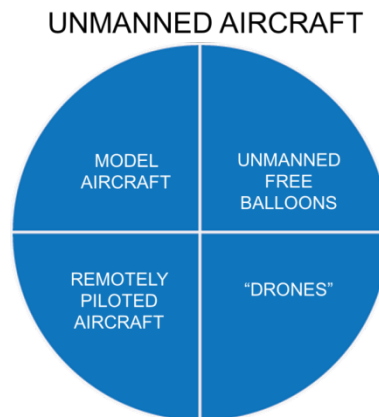 UNMANNED AIRCRAFT
MODEL
AIRCRAFT
UNMANNED
FREE
BALLOONS
REMOTELY
PILOTED
AIRCRAFT
“DRONES”